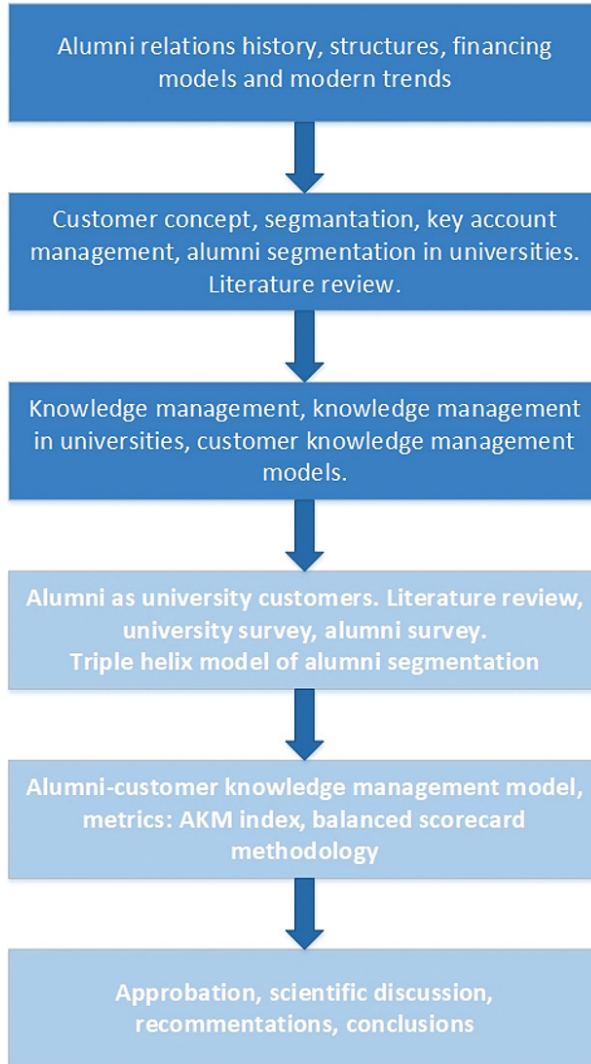 Alumni relations history, structures, financing
models and modern trends
Customer concept, segmantation, key account
management, alumni segmentation in universities.
Literature review.
Knowledge management, knowledge management
in universities, customer knowledge management
models.
Alumni as university customers. Literature review,
university survey, alumni survey.
Triple helix model of alumni segmentation
Alumni-customer knowledge management model,
metrics: AKM index, balanced scorecard
methodology
Approbation, scientific discussion,
recommentations, conclusions